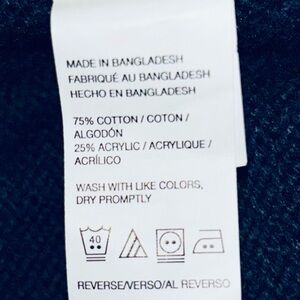 MADE IN BANGLADESH
FABRIQUÉ AU BANGLADESH
HECHO EN BANGLADESH
75% COTTON / COTON /
ALGODÓN
25% ACRYLIC / ACRYLIQUE /
ACRÍLICO
WASH WITH LIKE COLORS,
DRY PROMPTLY
40
REVERSE/VERSO/AL REVERSO